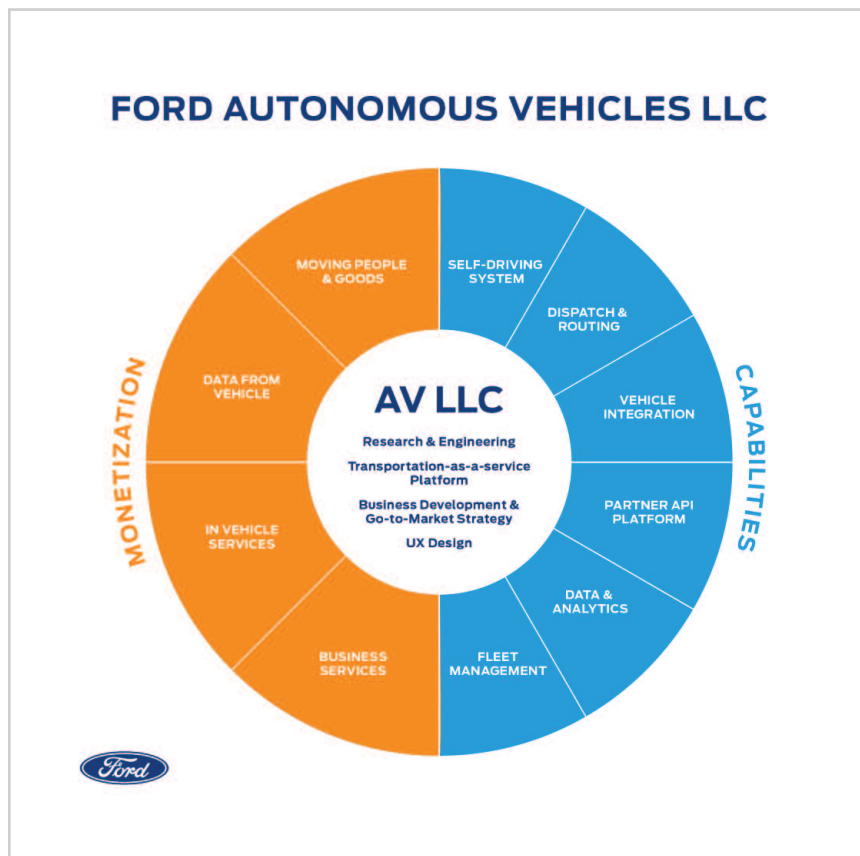 FORD AUTONOMOUS VEHICLES LLC
MOVING PEOPLE
& GOODS
DATA FROM
VEHICLE
IN VEHICLE
SERVICES
BUSINESS
SERVICES
MONETIZATION
AV LLC
Research & Engineering
Transportation-as-a-service
Platform
Business Development &
Go-to-Market Strategy
UX Design
SELF-DRIVING
SYSTEM
DISPATCH &
ROUTING
VEHICLE
INTEGRATION
PARTNER API
PLATFORM
DATA &
ANALYTICS
FLEET
MANAGEMENT
CAPABILITIES
Ford